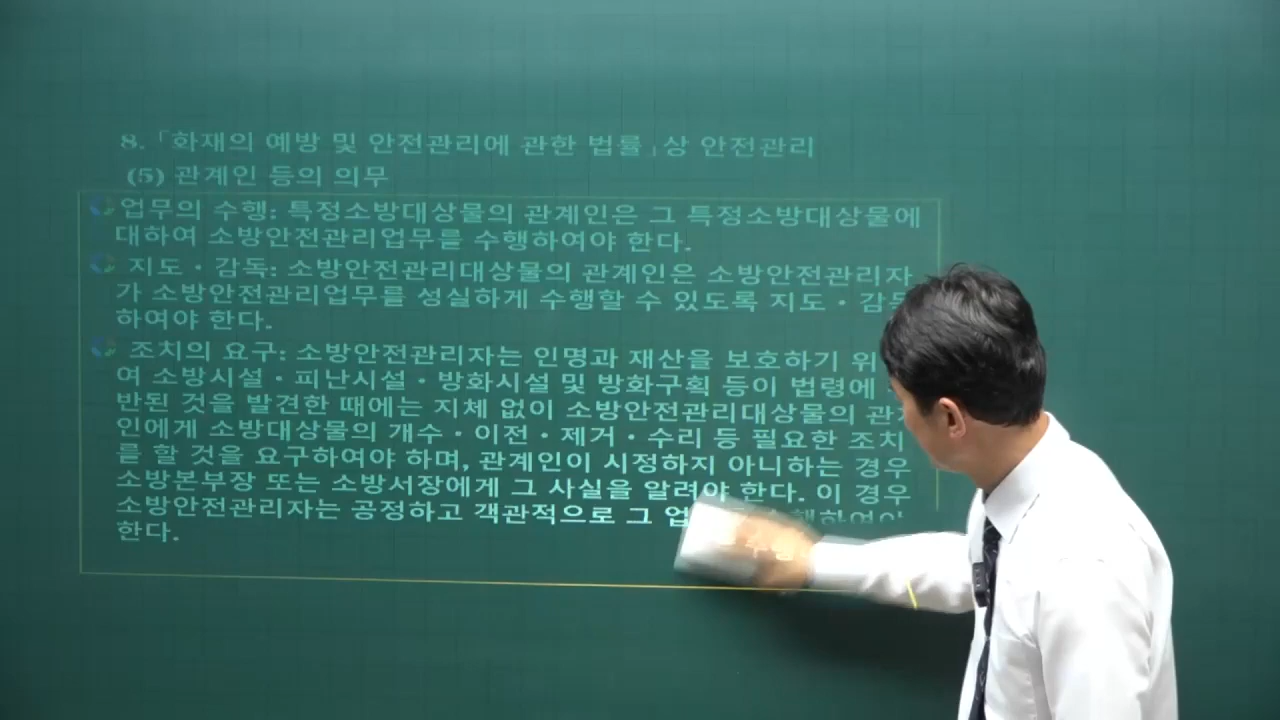 8. 「화재의 예방 및 안전관리에 관한 법률」상 안전관리
(5) 관계인 등의 의무
업무의 수행: 특정소방대상물의 관계인은 그 특정소방대상물에
대하여 소방안전관리업무를 수행하여야 한다.
지도·감독: 소방안전관리대상물의 관계인은 소방안전관리자
가 소방안전관리업무를 성실하게 수행할 수 있도록 지도·감독
하여야 한다.
조치의 요구: 소방안전관리자는 인명과 재산을 보호하기 위
여 소방시설·피난시설·방화시설 및 방화구획 등이 법령에
반된 것을 발견한 때에는 지체 없이 소방안전관리대상물의 관계
인에게 소방대상물의 개수·이전·제거·수리 등 필요한 조치
를 할 것을 요구하여야 하며, 관계인이 시정하지 아니하는 경우
소방본부장 또는 소방서장에게 그 사실을 알려야 한다. 이 경우
소방안전관리자는 공정하고 객관적으로 그 업 수행하여야
한다.